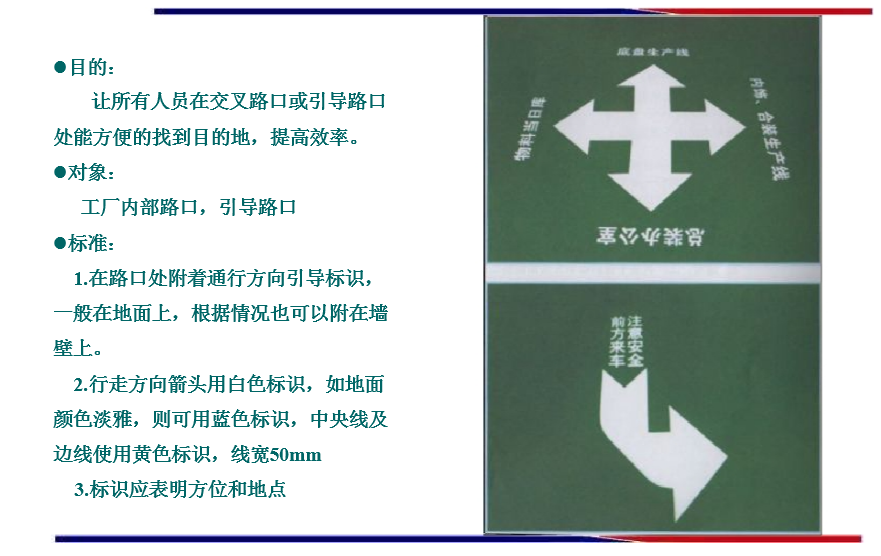 ●目的：
让所有人员在交叉路口或引导路口
处能方便的找到目的地，提高效率。
●对象：
工厂内部路口，引导路口
●标准：
1.在路口处附着通行方向引导标识，
一般在地面上，根据情况也可以附在墙
壁上。
2.行走方向箭头用白色标识，如地面
颜色淡雅，则可用蓝色标识，中央线及
边线使用黄色标识，线宽50mm
3.标识应表明方位和地点
底盘生产线
内饰、合装生产线
总装办公室
注意安全
前方来车